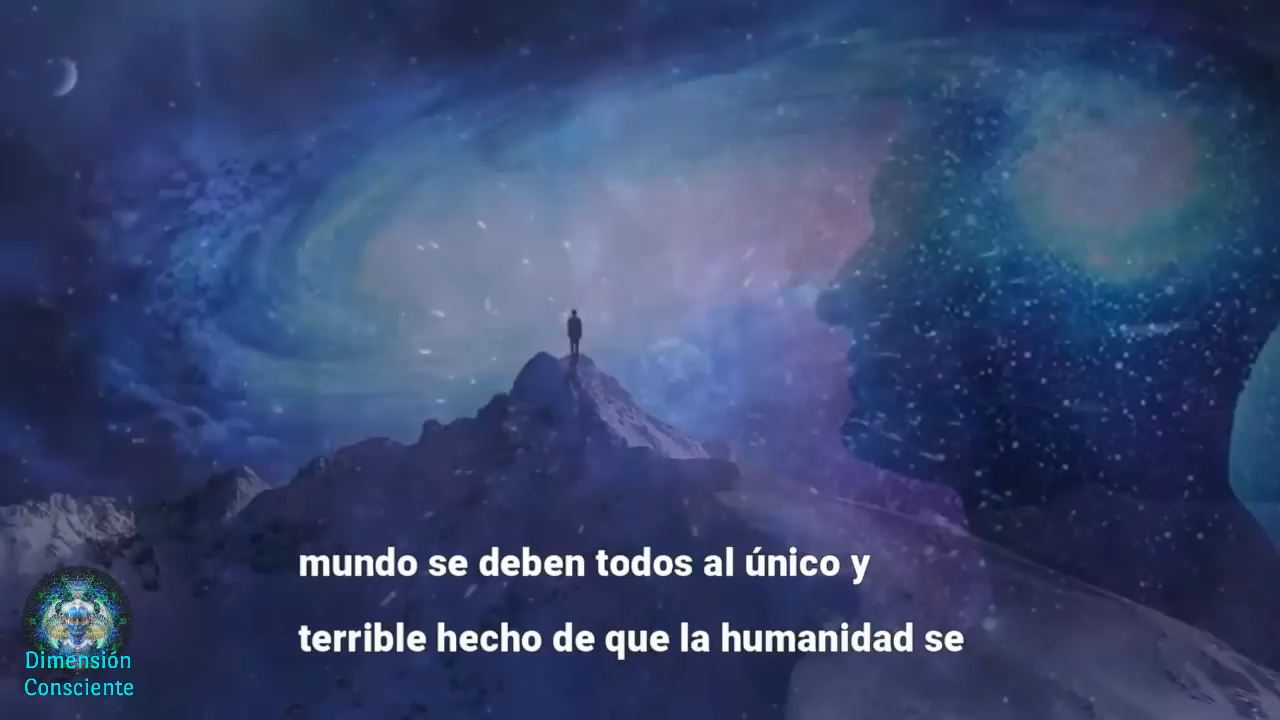 mundo se deben todos al único y
terrible hecho de que la humanidad se
Dimensión
Consciente